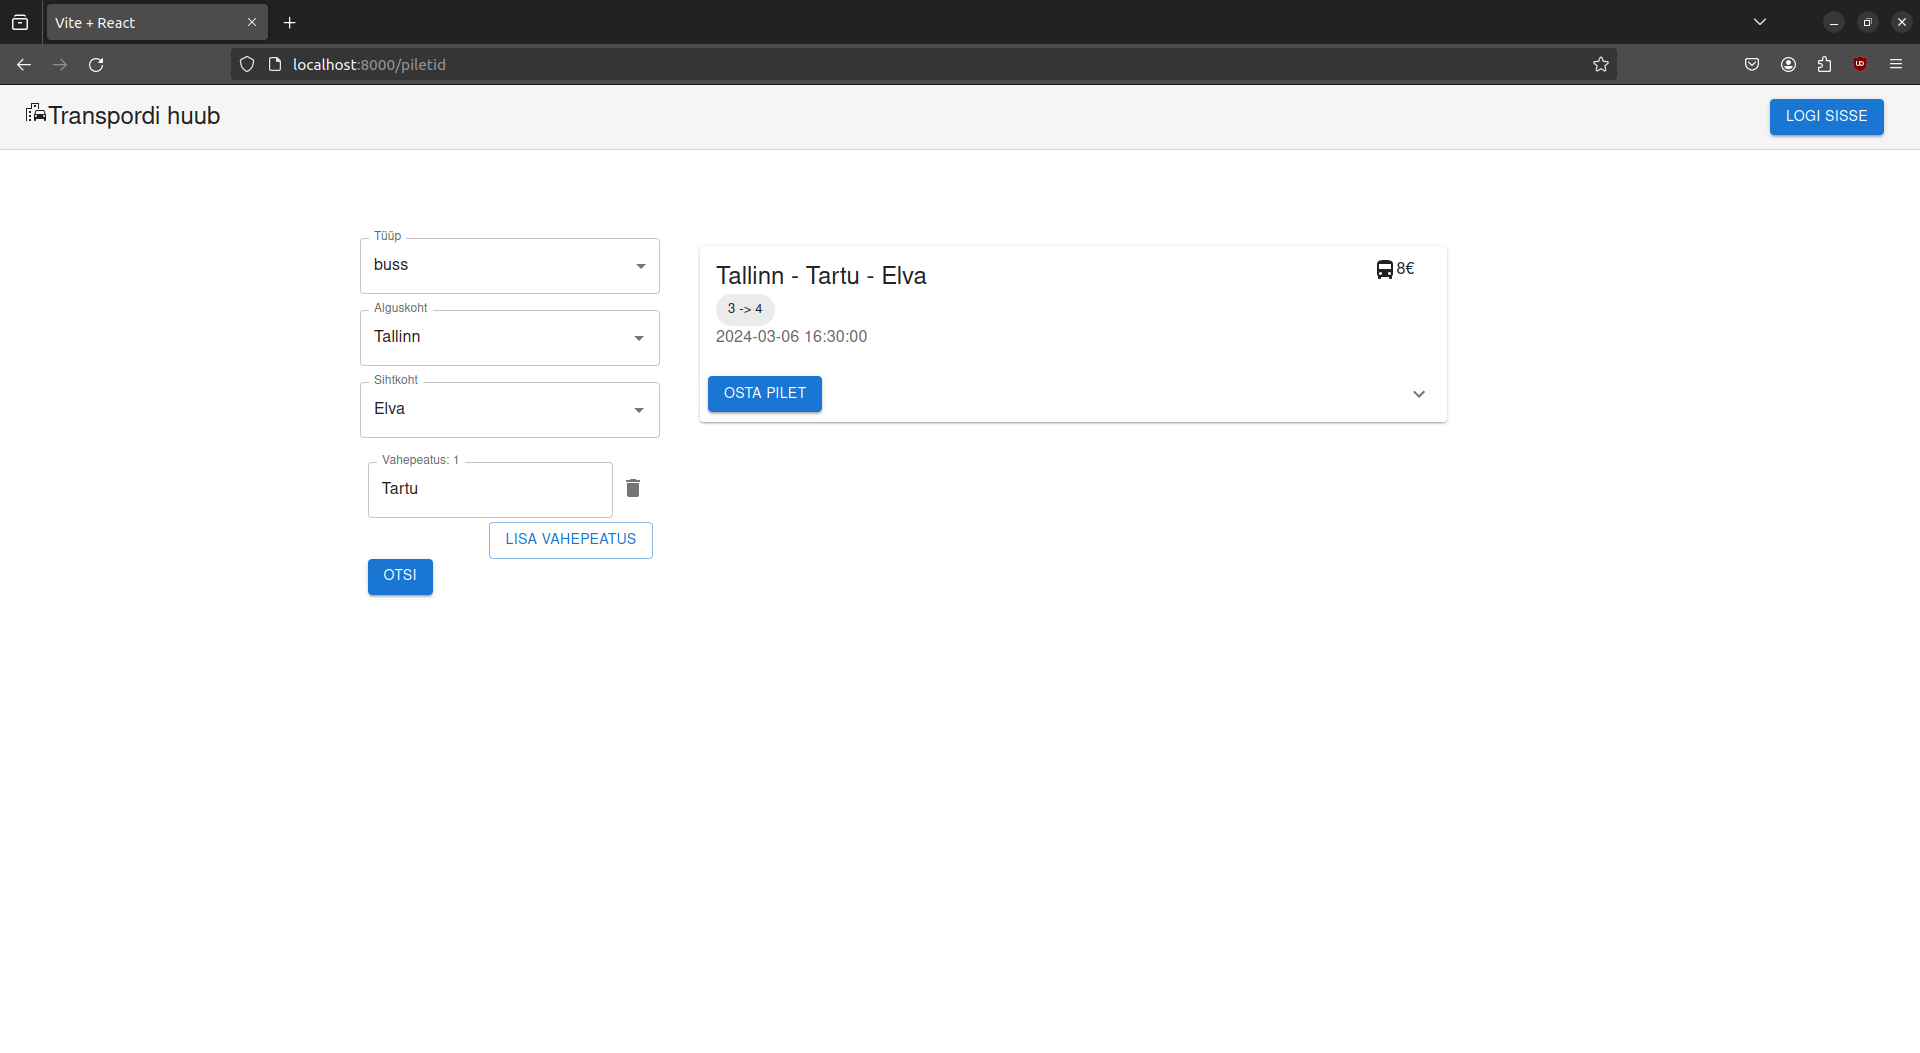 Vite + React
localhost:8000/piletid
Transpordi huub
LOGI SISSE
Tüüp
buss
Alguskoht
Tallinn
Sihtkoht
Elva
Vahepeatus: 1
Tartu
LISA VAHEPEATUS
OTSI
Tallinn - Tartu - Elva
8€
3 -> 4
2024-03-06 16:30:00
OSTA PILET